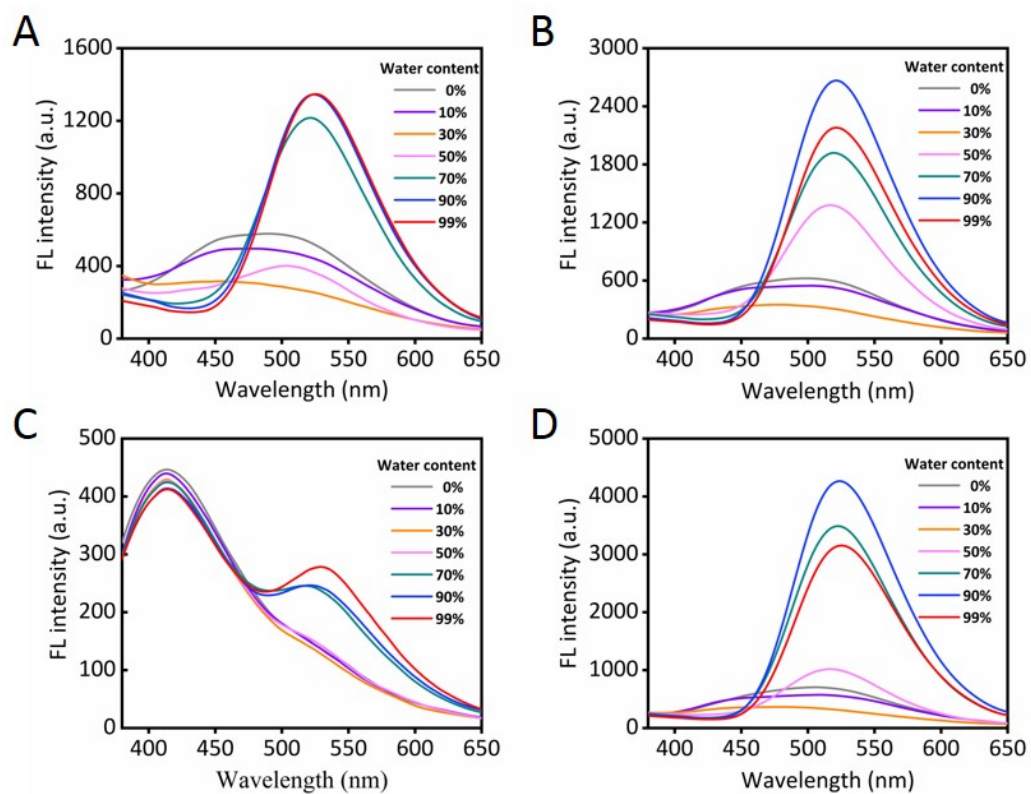 A
FL intensity (a.u.)
1600
1200
800
400
0
Water content
0%
10%
30%
50%
70%
90%
99%
400 450 500 550 600 650
Wavelength (nm)
B
FL intensity (a.u.)
3000
2400
1800
1200
600
0
Water content
0%
10%
30%
50%
70%
90%
99%
400 450 500 550 600 650
Wavelength (nm)
C
FL intensity (a.u.)
500
400
300
200
100
0
Water content
0%
10%
30%
50%
70%
90%
99%
400 450 500 550 600 650
Wavelength (nm)
D
FL intensity (a.u.)
5000
4000
3000
2000
1000
0
Water content
0%
10%
30%
50%
70%
90%
99%
400 450 500 550 600 650
Wavelength (nm)